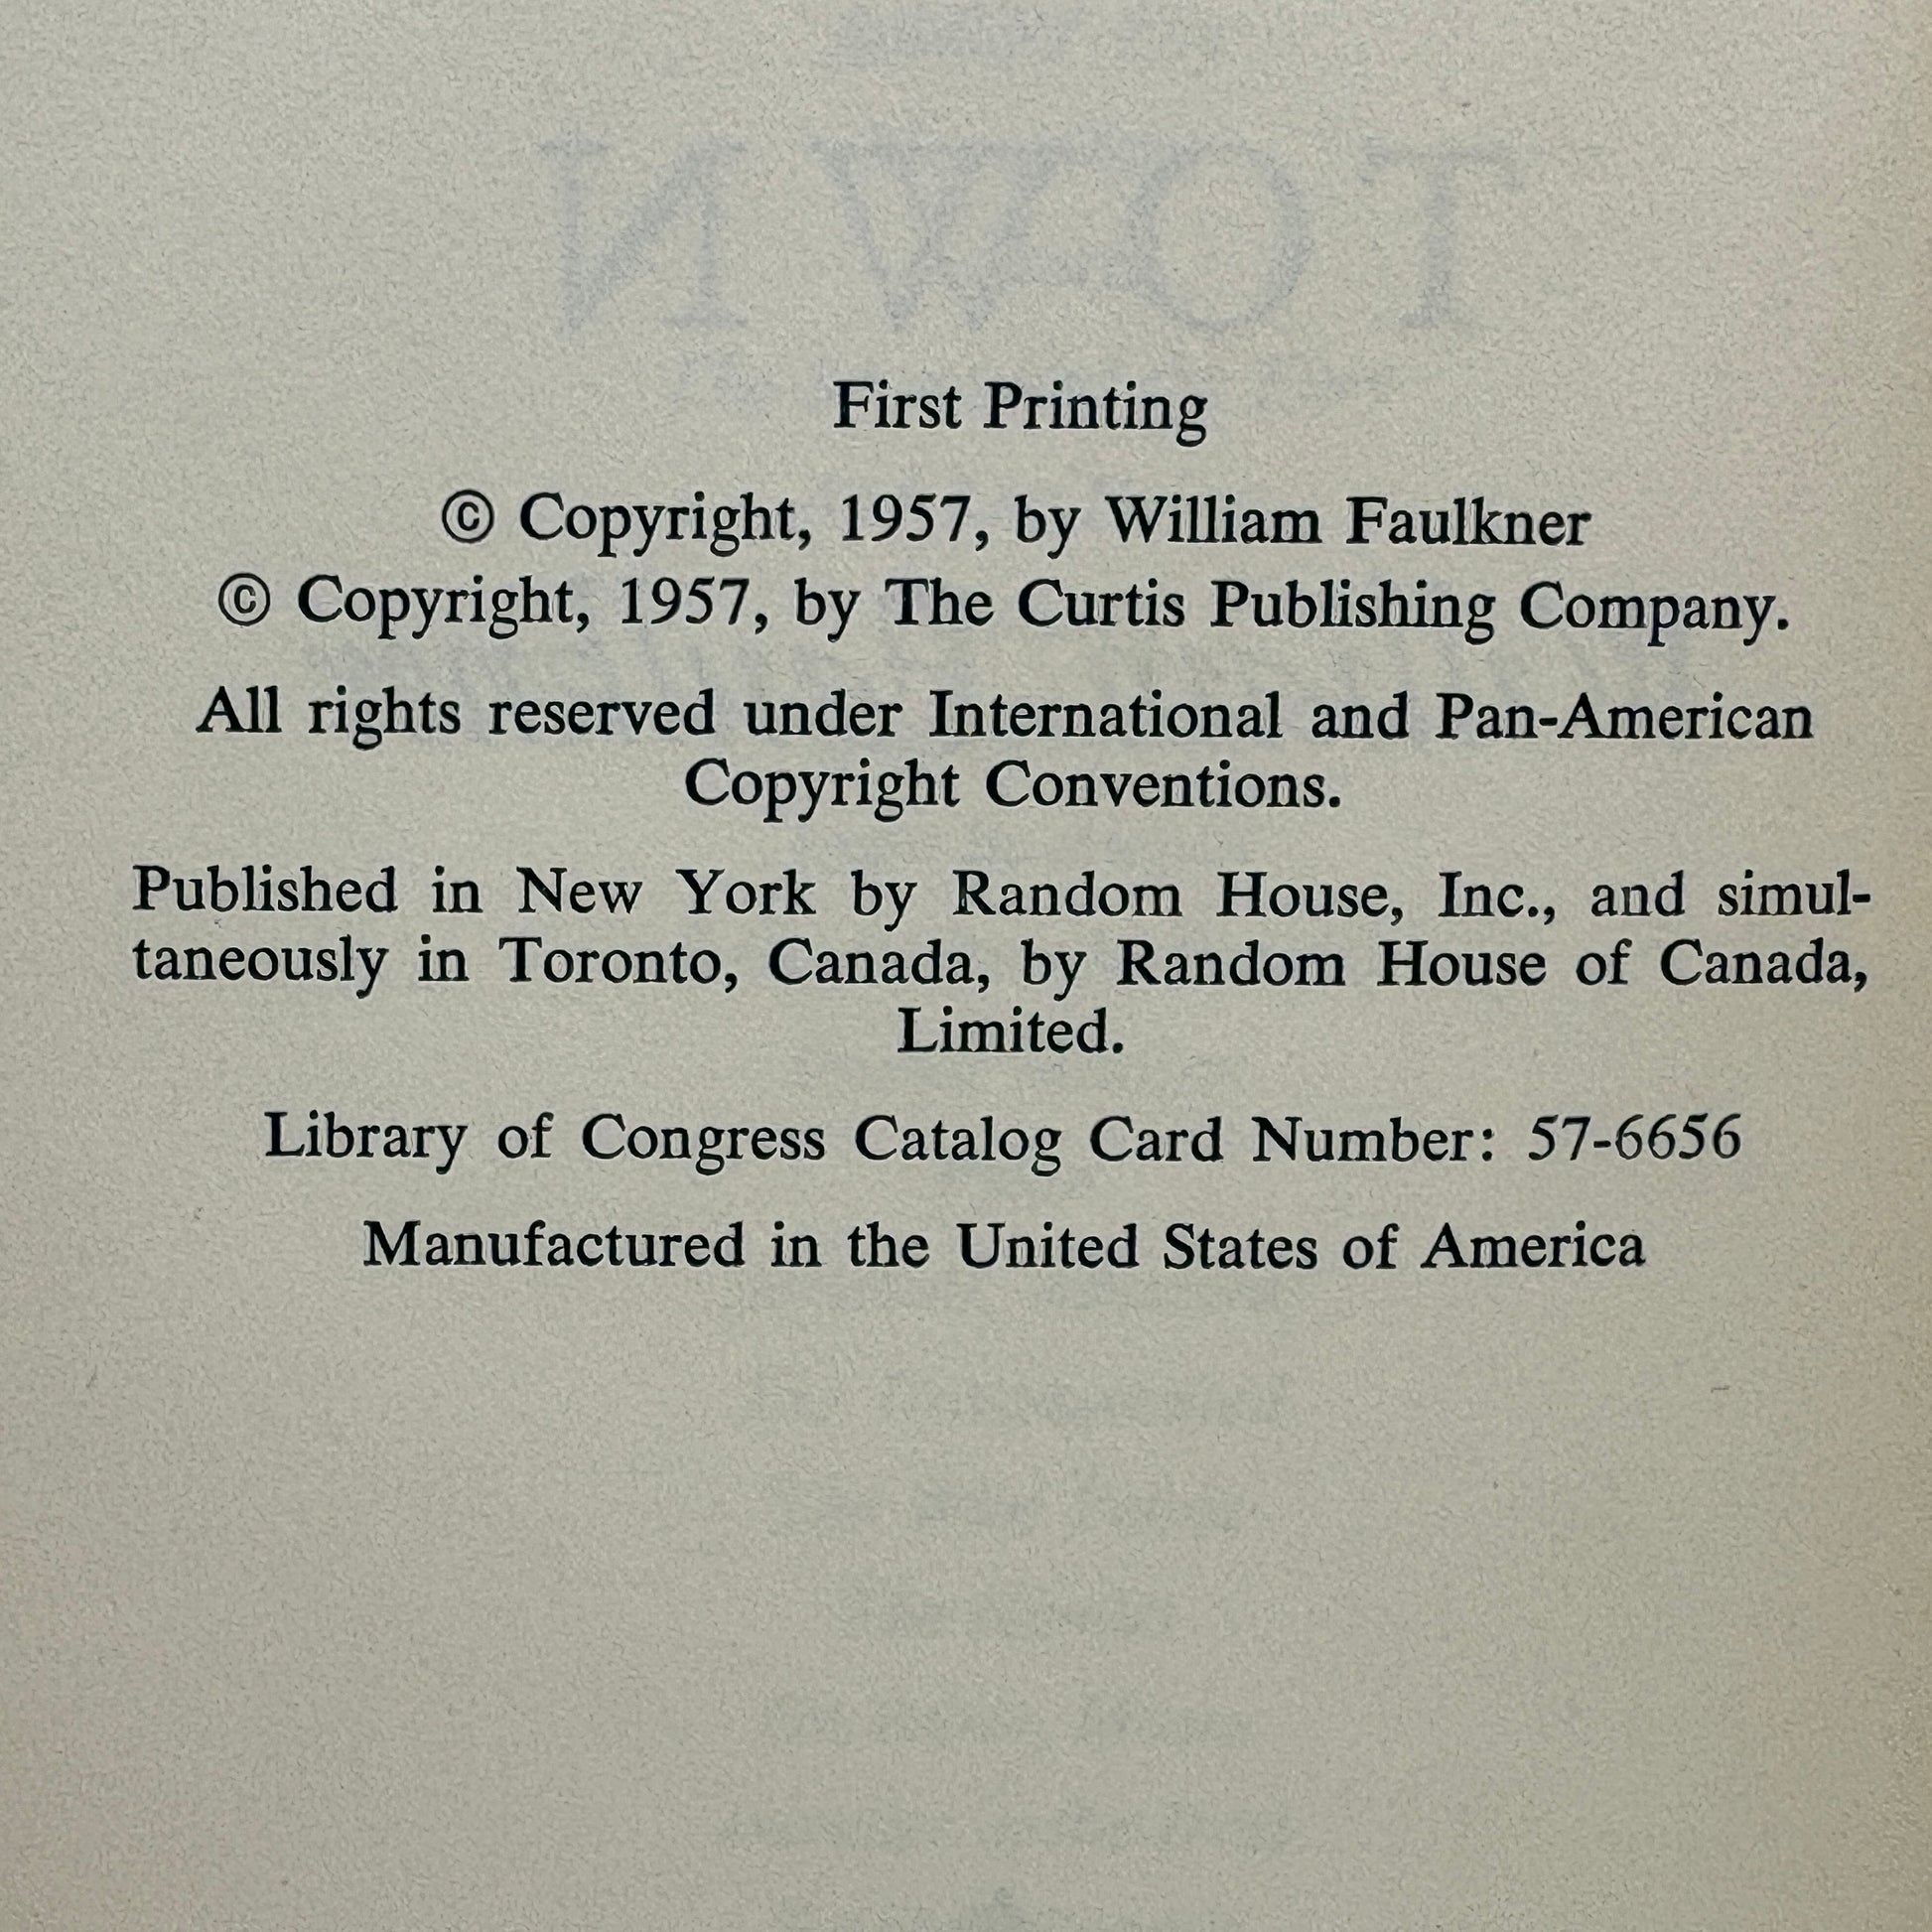 TOWN
First Printing
© Copyright, 1957, by William Faulkner
© Copyright, 1957, by The Curtis Publishing Company.
All rights reserved under International and Pan-American
Copyright Conventions.
Published in New York by Random House, Inc., and simul-
taneously in Toronto, Canada, by Random House of Canada,
Limited.
Library of Congress Catalog Card Number: 57-6656
Manufactured in the United States of America